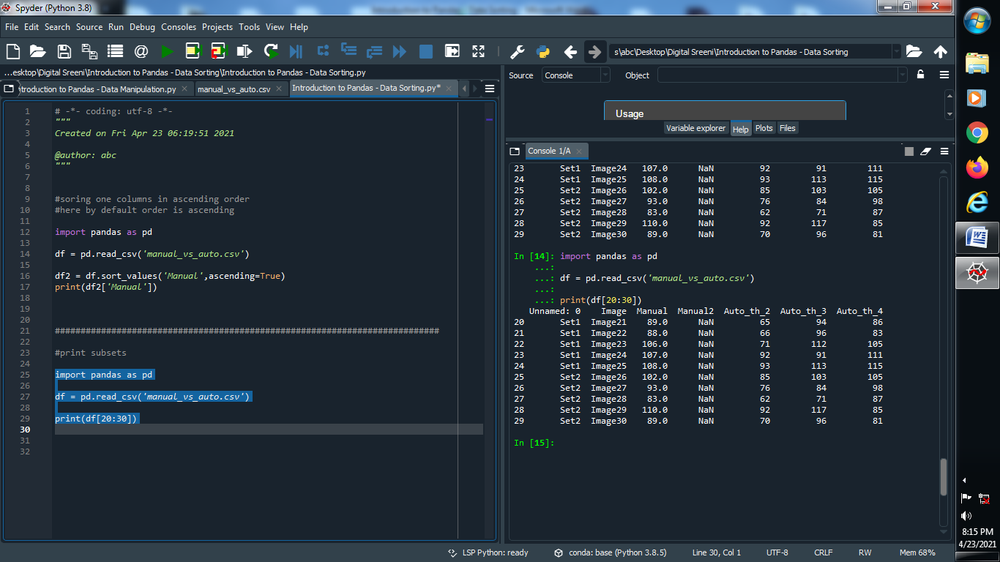 Spyder (Python 3.8)
File Edit Search Source Run Debug Consoles Projects Tools View Help
s\abc\Desktop\Digital Sreeni\Introduction to Pandas - Data Sorting
...esktop\Digital Sreeni\Introduction to Pandas - Data Sorting\Introduction to Pandas - Data Sorting.py
Introduction to Pandas - Data Manipulation.py manual_vs_auto.csv Introduction to Pandas - Data Sorting.py*
1 # -*- coding: utf-8 -*-
2 """
3 Created on Fri Apr 23 06:19:51 2021
4
5 @author: abc
6 """
7
8
9 #soring one columns in ascending order
10 #here by default order is ascending
11
12 import pandas as pd
13
14 df = pd.read_csv('manual_vs_auto.csv')
15
16 df2 = df.sort_values('Manual',ascending=True)
17 print(df2['Manual'])
18
19
20
21 ###########################################################################
22
23 #print subsets
24
25 import pandas as pd
26
27 df = pd.read_csv('manual_vs_auto.csv')
28
29 print(df[20:30])
30
31
32
Source Console Object
Usage
Variable explorer Help Plots Files
Console 1/A
23 Set1 Image24 107.0 NaN 92 91 111
24 Set1 Image25 108.0 NaN 93 113 115
25 Set2 Image26 102.0 NaN 85 103 105
26 Set2 Image27 93.0 NaN 76 84 98
27 Set2 Image28 83.0 NaN 62 71 87
28 Set2 Image29 110.0 NaN 92 117 85
29 Set2 Image30 89.0 NaN 70 96 81
In [14]: import pandas as pd
...:
...: df = pd.read_csv('manual_vs_auto.csv')
...:
...: print(df[20:30])
Unnamed: 0 Image Manual Manual2 Auto_th_2 Auto_th_3 Auto_th_4
20 Set1 Image21 89.0 NaN 65 94 86
21 Set1 Image22 88.0 NaN 66 96 83
22 Set1 Image23 106.0 NaN 71 112 105
23 Set1 Image24 107.0 NaN 92 91 111
24 Set1 Image25 108.0 NaN 93 113 115
25 Set2 Image26 102.0 NaN 85 103 105
26 Set2 Image27 93.0 NaN 76 84 98
27 Set2 Image28 83.0 NaN 62 71 87
28 Set2 Image29 110.0 NaN 92 117 85
29 Set2 Image30 89.0 NaN 70 96 81
In [15]:
LSP Python: ready conda: base (Python 3.8.5) Line 30, Col 1 UTF-8 CRLF RW Mem 68%
8:15 PM
4/23/2021